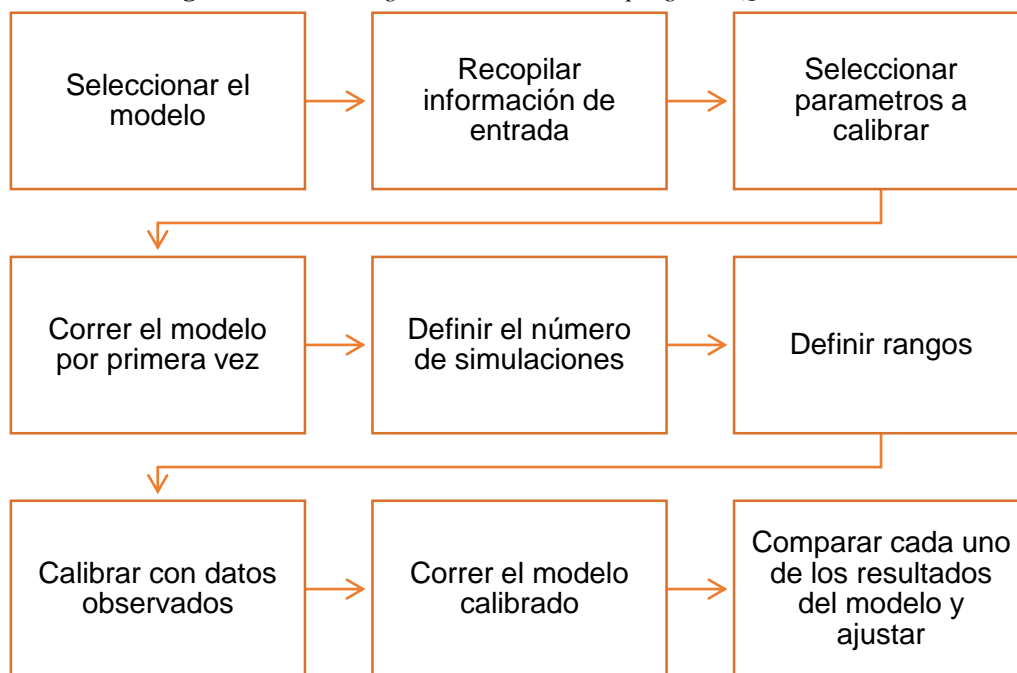 Seleccionar el
modelo
Recopilar
información de
entrada
Seleccionar
parametros a
calibrar
Correr el modelo
por primera vez
Definir el número
de simulaciones
Definir rangos
Calibrar con datos
observados
Correr el modelo
calibrado
Comparar cada uno
de los resultados
del modelo y
ajustar